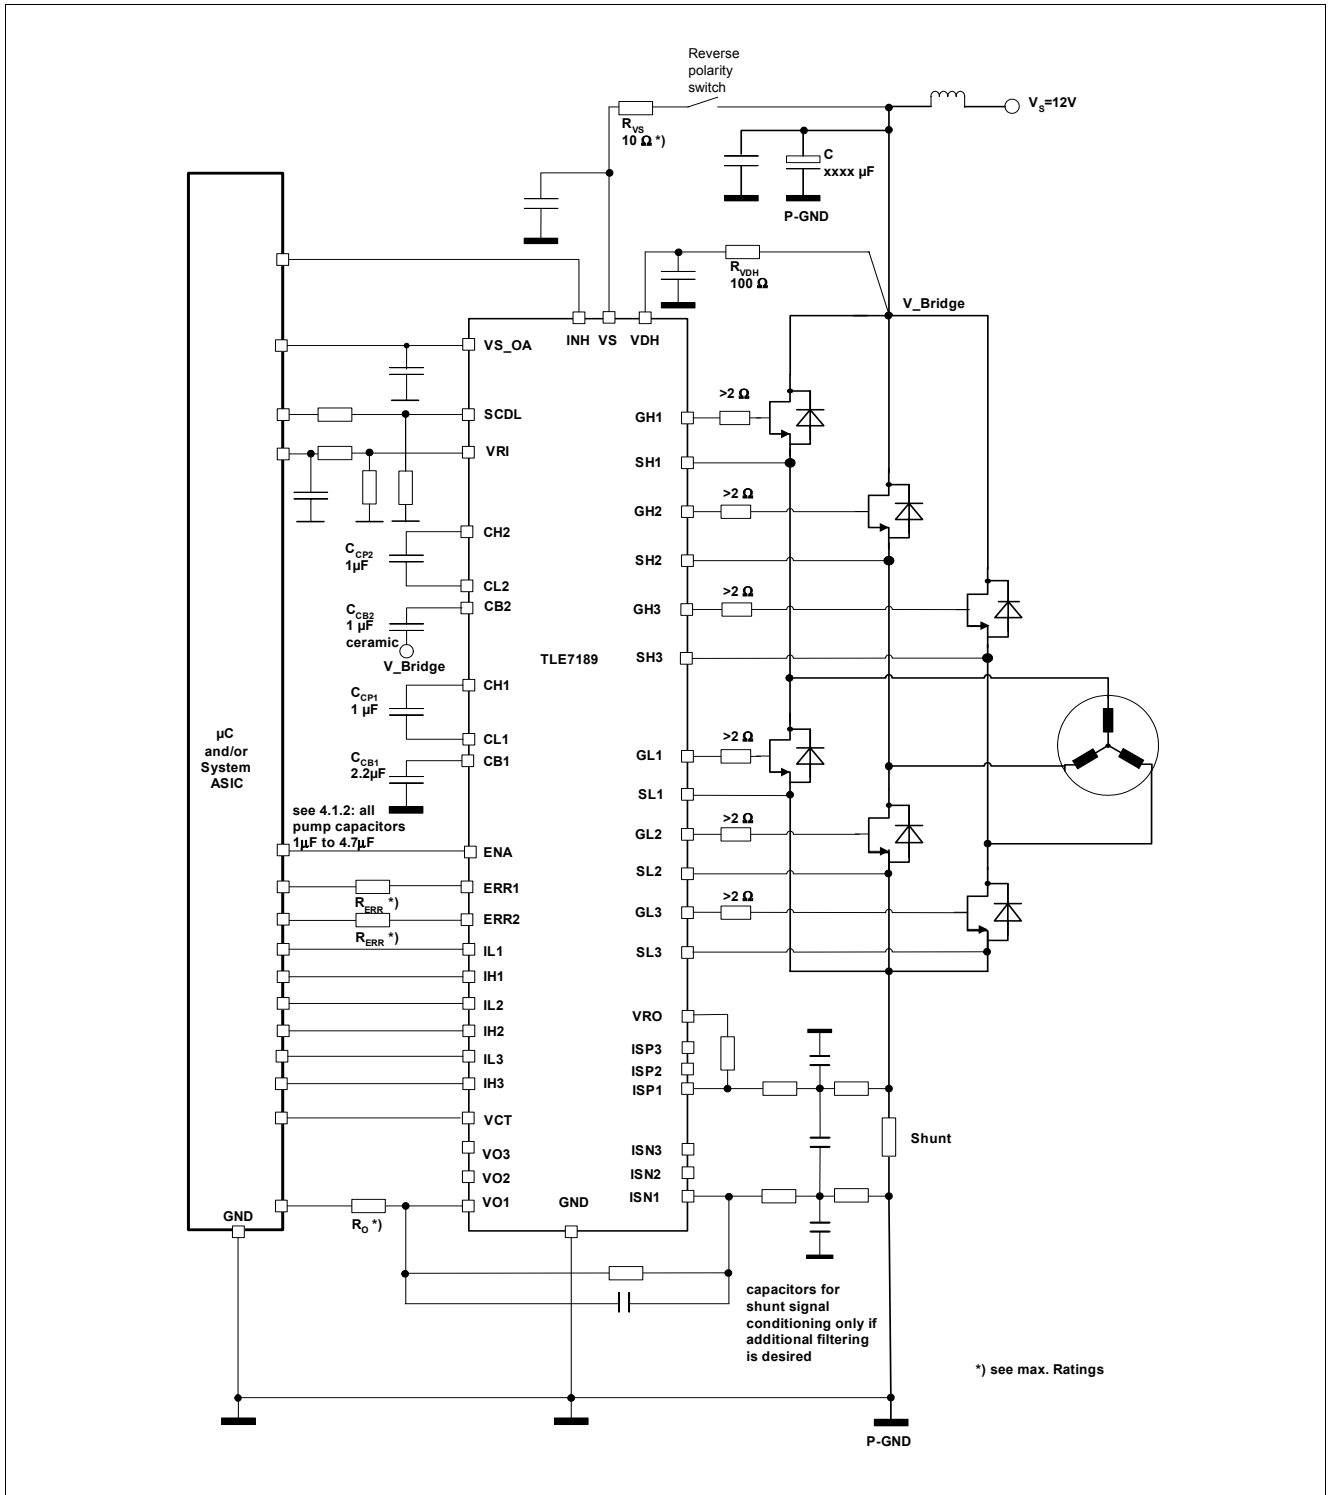 Reverse
polarity
switch
V_S=12V
R_VS
10 Ω *)
C
xxxx µF
P-GND
R_VDH
100 Ω
V_Bridge
INH VS VDH
VS_OA
SCDL
VRI
CH2
C_CP2
1µF
CL2
CB2
C_CB2
1 µF
ceramic
V_Bridge
CH1
C_CP1
1 µF
CL1
CB1
C_CB1
2.2µF
see 4.1.2: all
pump capacitors
1µF to 4.7µF
µC
and/or
System
ASIC
TLE7189
ENA
ERR1
R_ERR *)
ERR2
R_ERR *)
IL1
IH1
IL2
IH2
IL3
IH3
VCT
VO3
VO2
VO1
R_O *)
GND
GND
>2 Ω
GH1
SH1
>2 Ω
GH2
SH2
>2 Ω
GH3
SH3
>2 Ω
GL1
SL1
>2 Ω
GL2
SL2
>2 Ω
GL3
SL3
VRO
ISP3
ISP2
ISP1
Shunt
ISN3
ISN2
ISN1
capacitors for
shunt signal
conditioning only if
additional filtering
is desired
*) see max. Ratings
P-GND